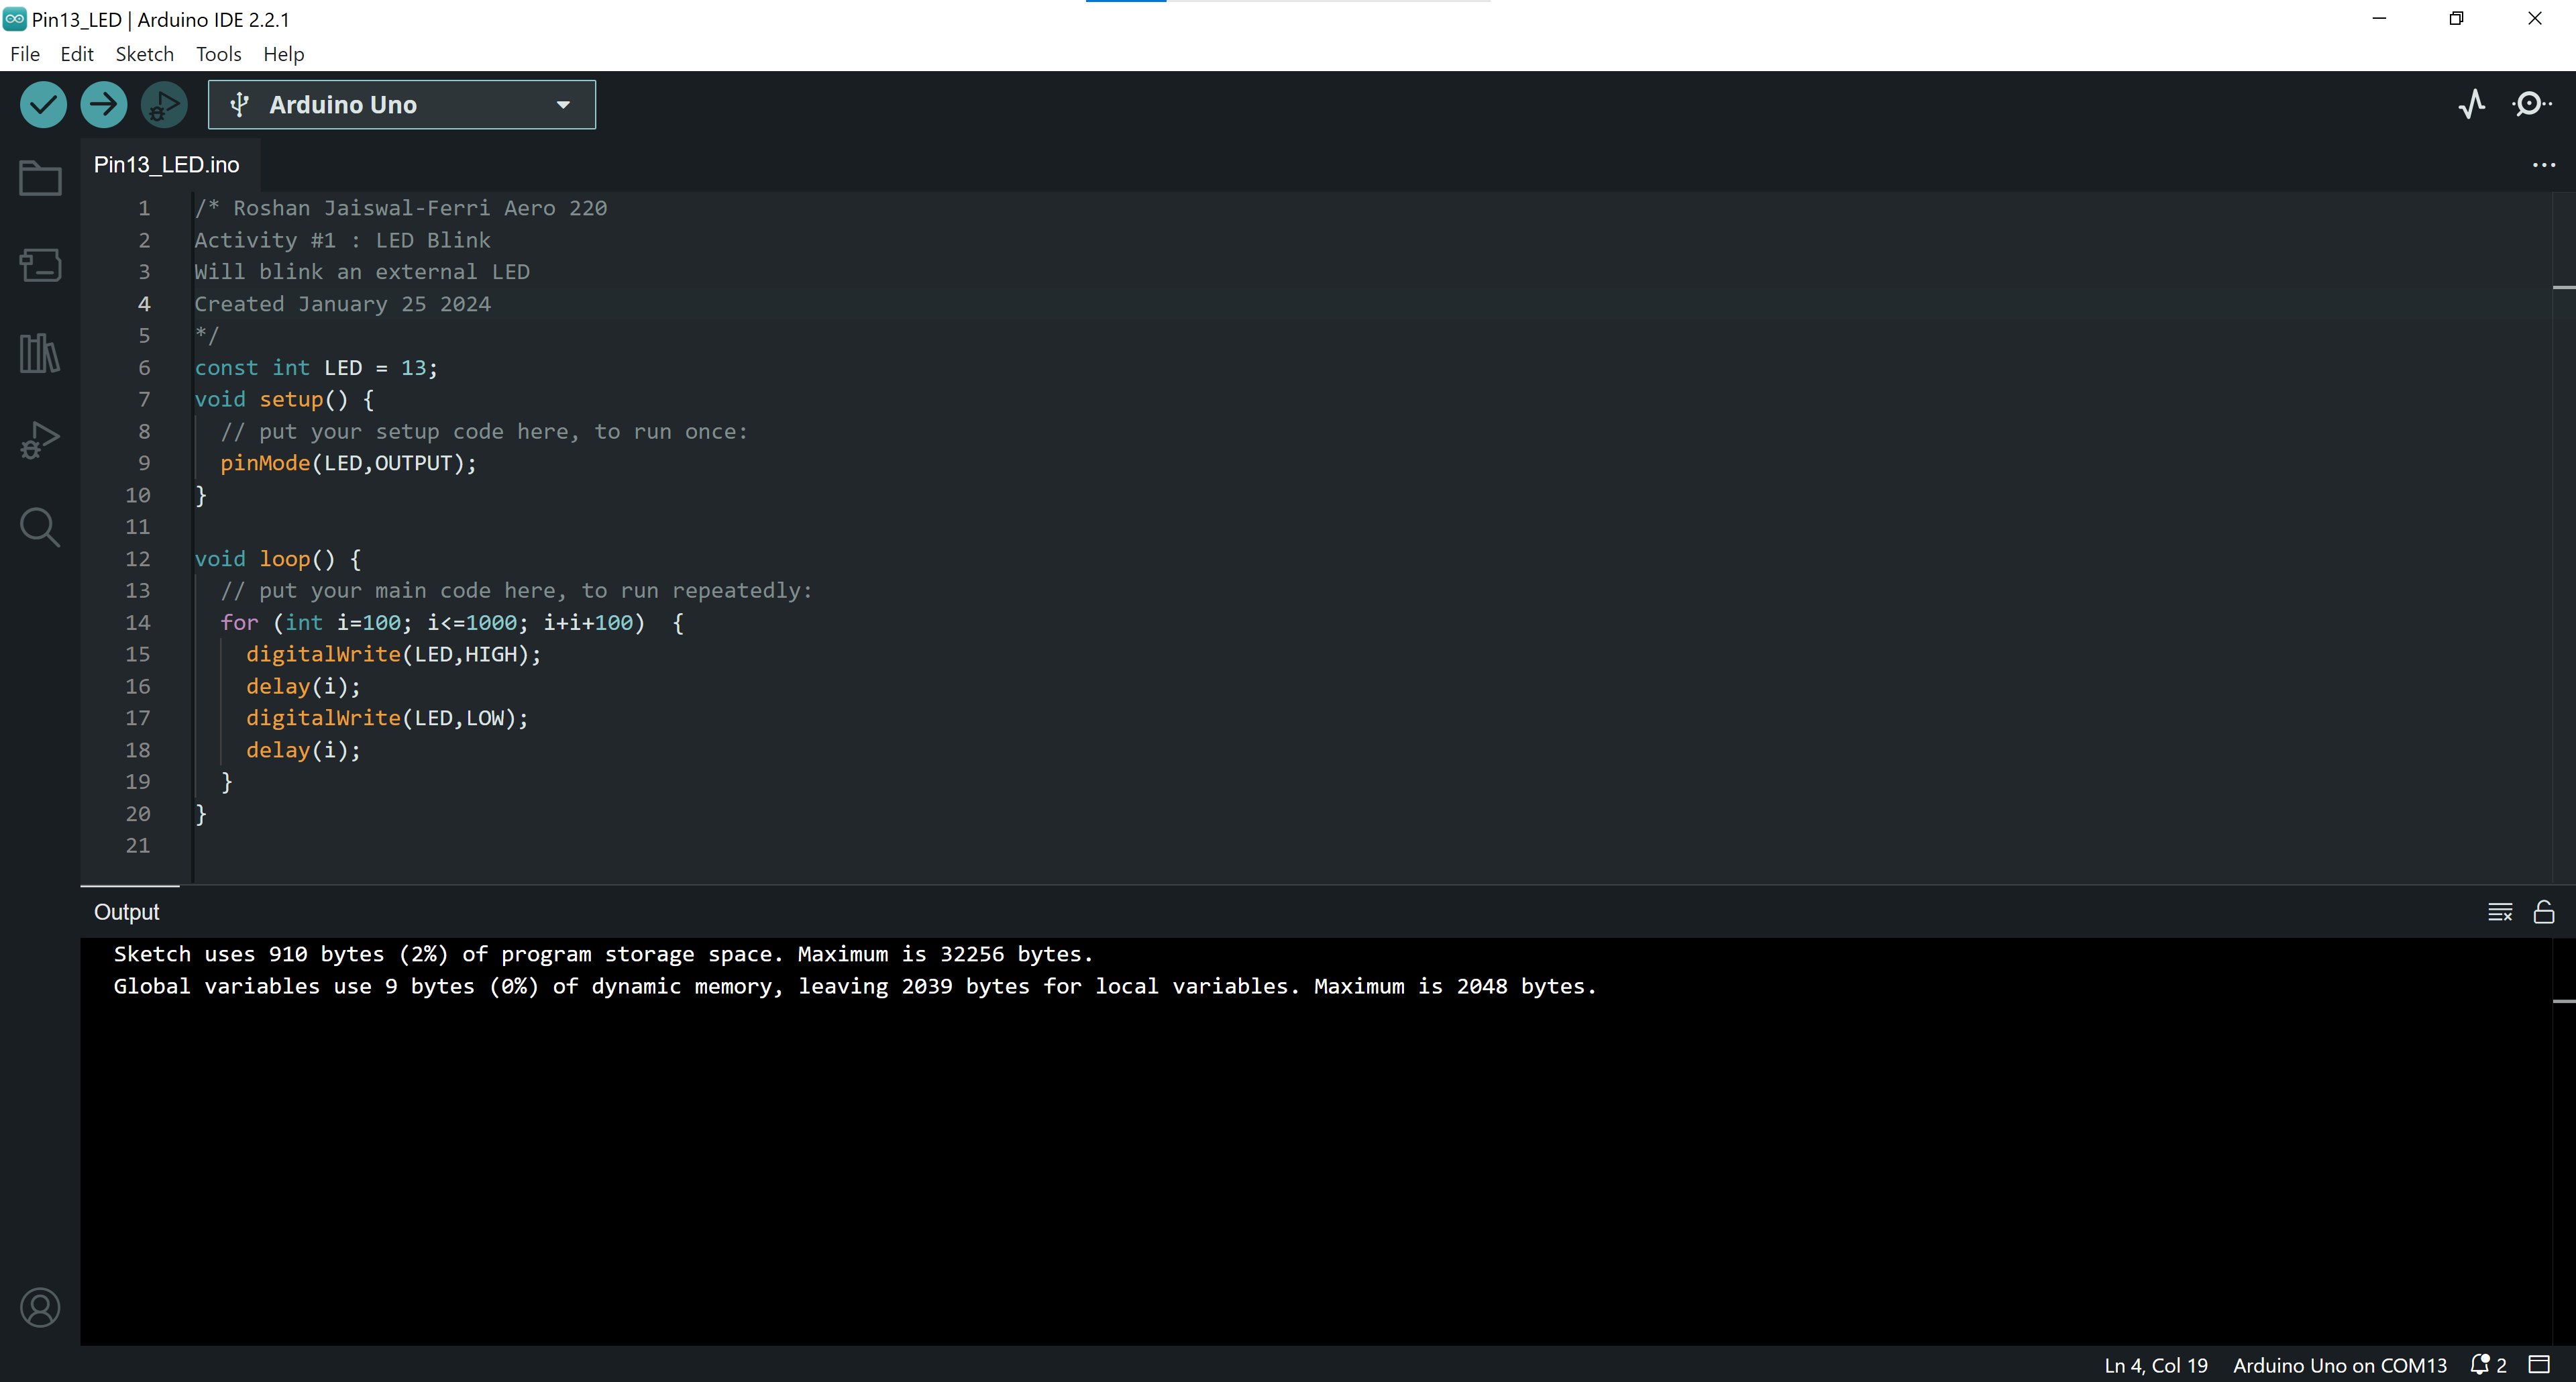 Pin13_LED | Arduino IDE 2.2.1
File Edit Sketch Tools Help
Arduino Uno
Pin13_LED.ino
1 /* Roshan Jaiswal-Ferri Aero 220
2 Activity #1 : LED Blink
3 Will blink an external LED
4 Created January 25 2024
5 */
6 const int LED = 13;
7 void setup() {
8 // put your setup code here, to run once:
9 pinMode(LED,OUTPUT);
10 }
11
12 void loop() {
13 // put your main code here, to run repeatedly:
14 for (int i=100; i<=1000; i+i+100)  {
15 digitalWrite(LED,HIGH);
16 delay(i);
17 digitalWrite(LED,LOW);
18 delay(i);
19 }
20 }
21
Output
Sketch uses 910 bytes (2%) of program storage space. Maximum is 32256 bytes.
Global variables use 9 bytes (0%) of dynamic memory, leaving 2039 bytes for local variables. Maximum is 2048 bytes.
Ln 4, Col 19 Arduino Uno on COM13 2